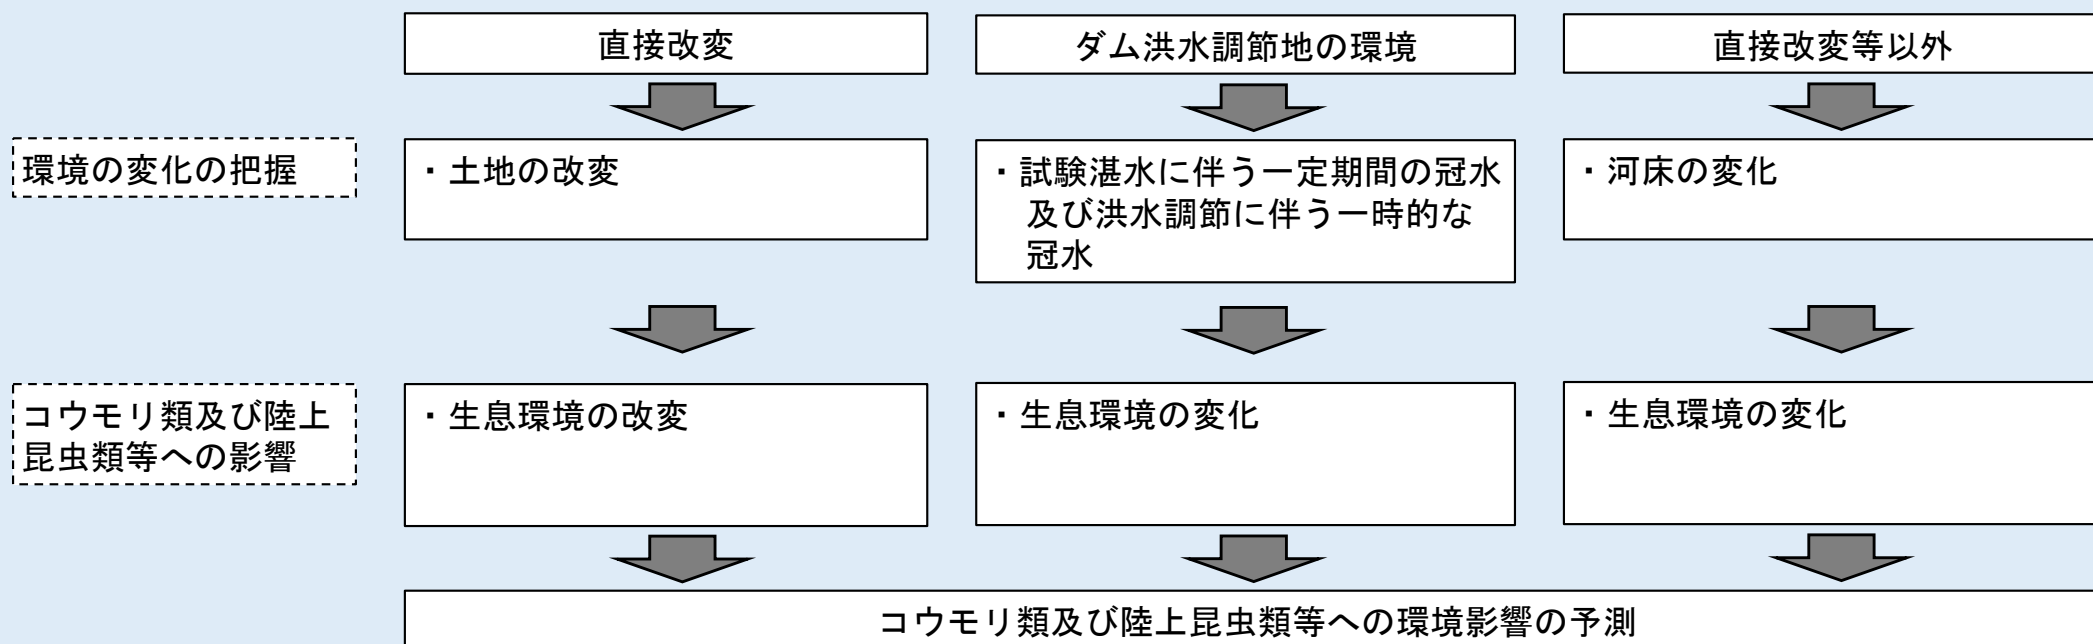 直接改変
ダム洪水調節地の環境
直接改変等以外
環境の変化の把握
・土地の改変
・試験湛水に伴う一定期間の冠水
及び洪水調節に伴う一時的な
冠水
・河床の変化
コウモリ類及び陸上
昆虫類等への影響
・生息環境の改変
・生息環境の変化
・生息環境の変化
コウモリ類及び陸上昆虫類等への環境影響の予測